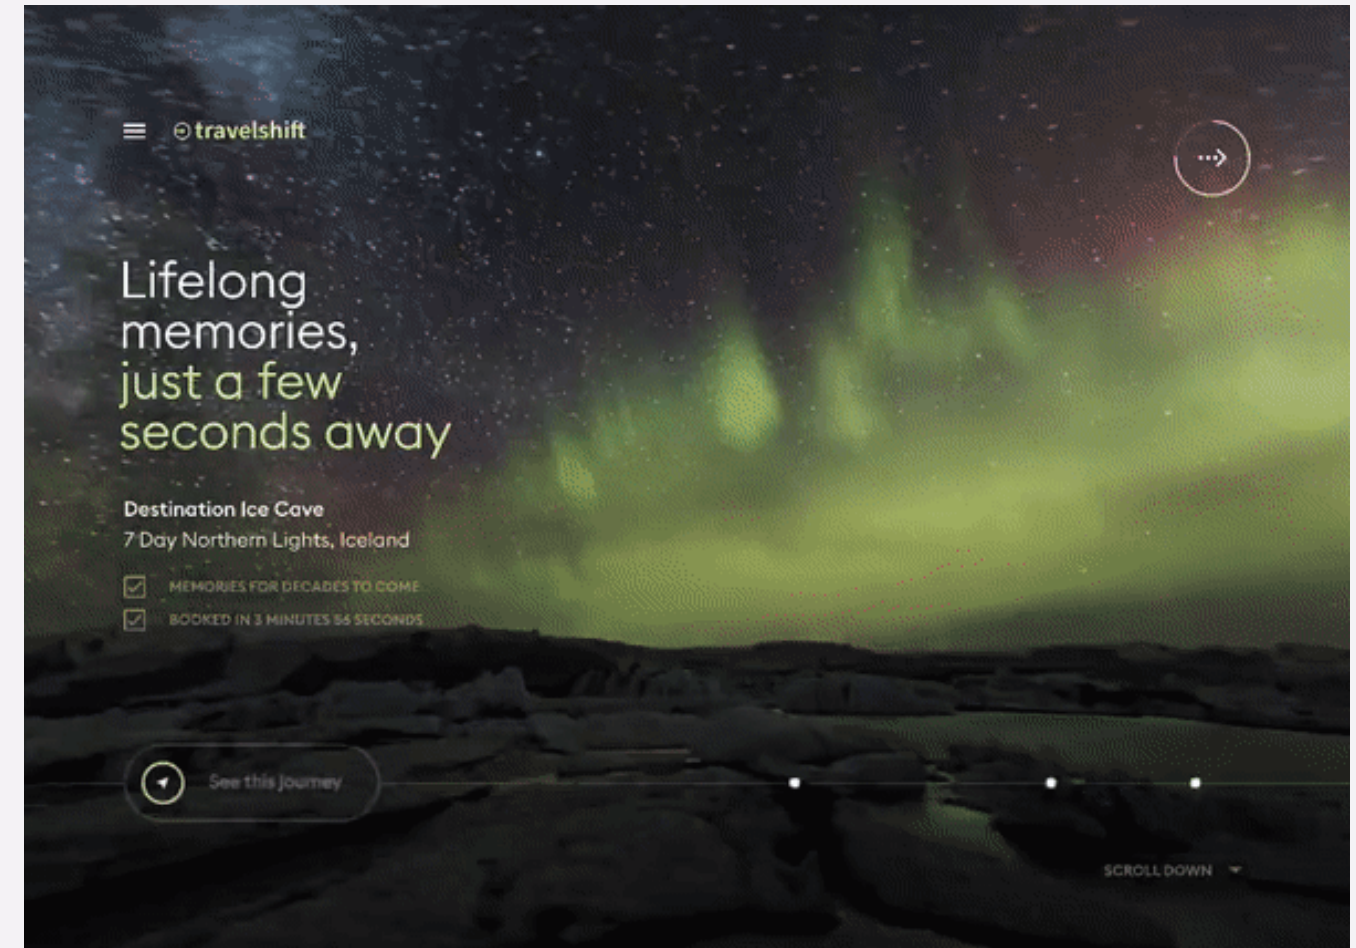 travelshift
Lifelong
memories,
just a few
seconds away
Destination Ice Cave
7 Day Northern Lights, Iceland
MEMORIES FOR DECADES TO COME
BOOKED IN 3 MINUTES 56 SECONDS
See this Journey
SCROLL DOWN